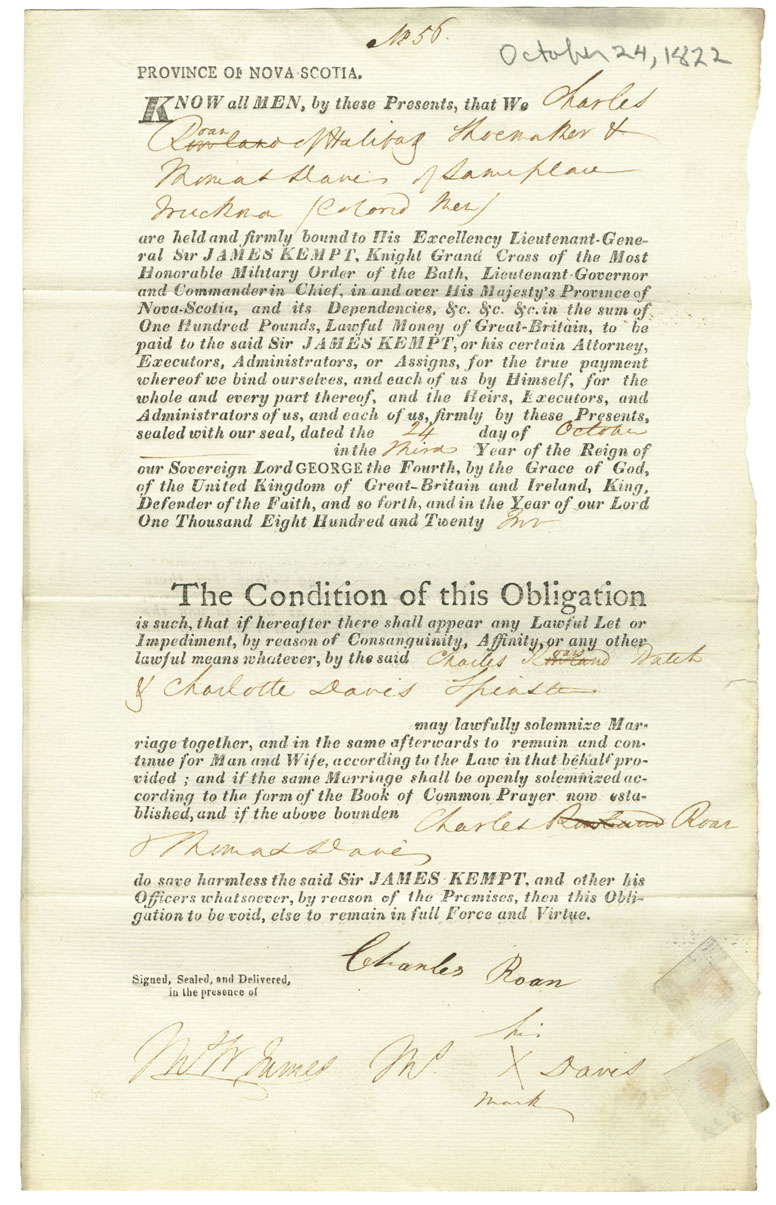 No 56.
October 24, 1822
PROVINCE OF NOVA-SCOTIA.
KNOW all MEN, by these Presents, that We Charles
Rowland oan of Halifax Shoemaker &
Thomas Davis of Same place
Truckman (Colored Men)
are held and firmly bound to His Excellency Lieutenant-Gene-
ral Sir JAMES KEMPT, Knight Grand Cross of the Most
Honorable Military Order of the Bath, Lieutenant-Governor
and Commander in Chief, in and over His Majesty's Province of
Nova-Scotia, and its Dependencies, &c. &c. &c. in the sum of
One Hundred Pounds, Lawful Money of Great-Britain, to be
paid to the said Sir JAMES KEMPT, or his certain Attorney,
Executors, Administrators, or Assigns, for the true payment
whereof we bind ourselves, and each of us by Himself, for the
whole and every part thereof, and the Heirs, Executors, and
Administrators of us, and each of us, firmly by these Presents,
sealed with our seal, dated the 24 day of October
in the Third Year of the Reign of
our Sovereign Lord GEORGE the Fourth, by the Grace of God,
of the United Kingdom of Great-Britain and Ireland, King,
Defender of the Faith, and so forth, and in the Year of our Lord
One Thousand Eight Hundred and Twenty Two
The Condition of this Obligation
is such, that if hereafter there shall appear any Lawful Let or
Impediment, by reason of Consanguinity, Affinity, or any other
lawful means whatever, by the said Charles Rowland oan Batch
& Charlotte Davis Spinster
may lawfully solemnize Mar-
riage together, and in the same afterwards to remain and con-
tinue for Man and Wife, according to the Law in that behalf pro-
vided ; and if the same Marriage shall be openly solemnized ac-
cording to the form of the Book of Common Prayer now esta-
blished, and if the above bounden Charles Rowland Roan
& Thomas Davis
do save harmless the said Sir JAMES KEMPT, and other his
Officers whatsoever, by reason of the Premises, then this Obli-
gation to be void, else to remain in full Force and Virtue.
Charles Roan
Signed, Sealed, and Delivered,
in the presence of
his
Thos X Davis
mark